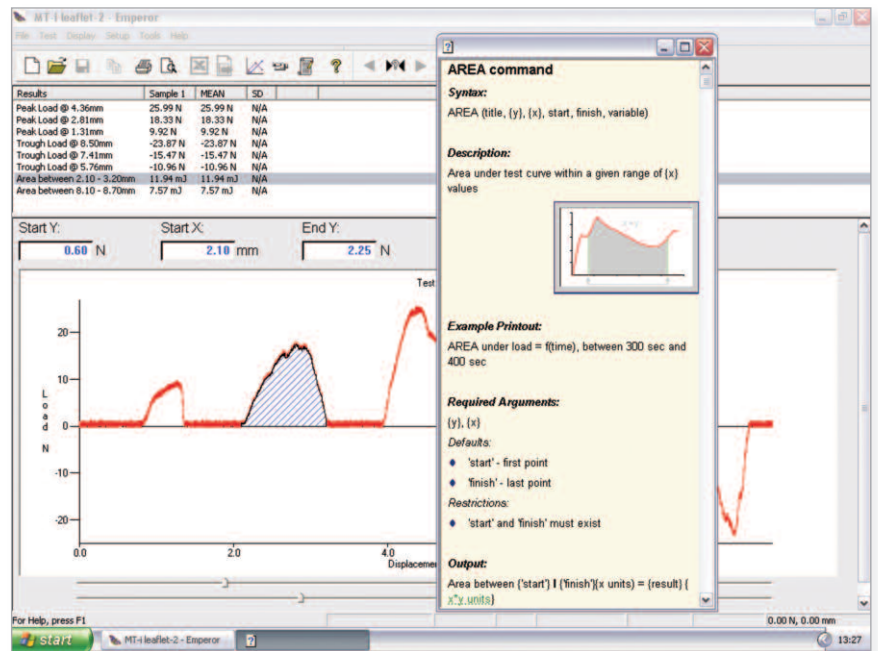 MT-i leaflet-2 - Emperor
File Test Display Setup Tools Help
Results Sample 1 MEAN SD
Peak Load @ 4.36mm 25.99 N 25.99 N N/A
Peak Load @ 2.81mm 18.33 N 18.33 N N/A
Peak Load @ 1.31mm 9.92 N 9.92 N N/A
Trough Load @ 8.50mm -23.87 N -23.87 N N/A
Trough Load @ 7.41mm -15.47 N -15.47 N N/A
Trough Load @ 5.76mm -10.96 N -10.96 N N/A
Area between 2.10 - 3.20mm 11.94 mJ 11.94 mJ N/A
Area between 8.10 - 8.70mm 7.57 mJ 7.57 mJ N/A
Start Y: Start X: End Y:
0.60 N 2.10 mm 2.25 N
Test
20
10
0
-10
-20
Load
N
0.0 2.0 4.0
Displaceme
AREA command
Syntax:
AREA (title, {y}, {x}, start, finish, variable)
Description:
Area under test curve within a given range of {x}
values
Example Printout:
AREA under load = f(time), between 300 sec and
400 sec
Required Arguments:
{y}, {x}
Defaults:
'start' - first point
'finish' - last point
Restrictions:
'start' and 'finish' must exist
Output:
Area between {'start'} I {'finish'}{x units} = {result} {
x*y.units}
For Help, press F1
0.00 N, 0.00 mm
start
MT-i leaflet-2 - Emperor
13:27